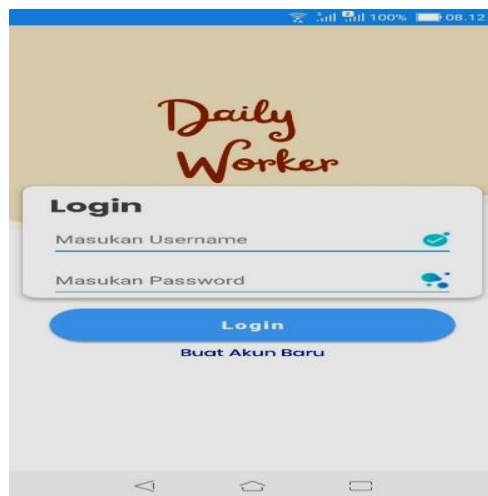 100% 08.12
Daily
Worker
Login
Masukan Username
Masukan Password
Login
Buat Akun Baru